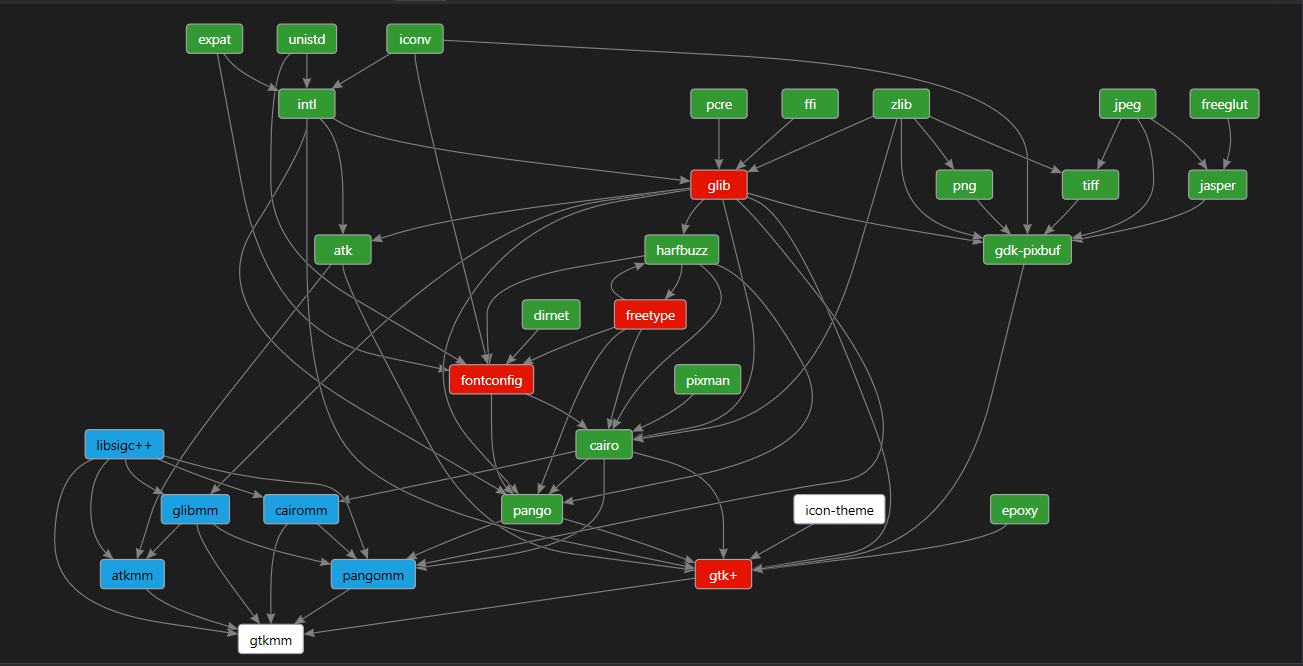 expat
unistd
iconv
intl
pcre
ffi
zlib
jpeg
freeglut
glib
png
tiff
jasper
atk
harfbuzz
gdk-pixbuf
dirnet
freetype
fontconfig
pixman
libsigc++
cairo
glibmm
cairomm
pango
icon-theme
epoxy
atkmm
pangomm
gtk+
gtkmm